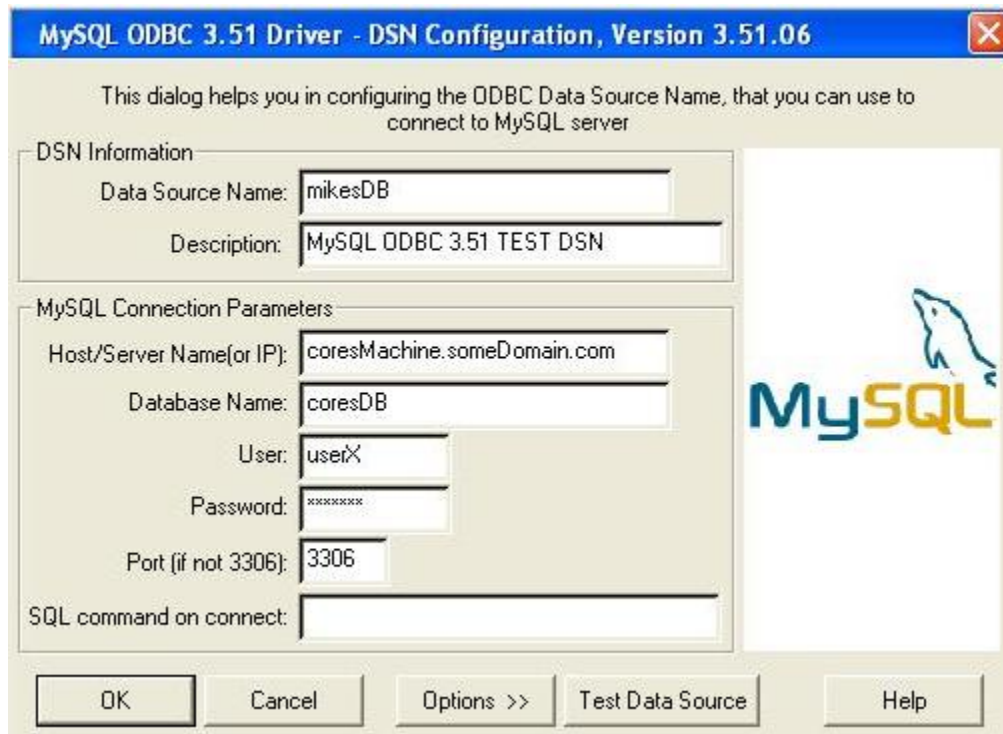 MySQL ODBC 3.51 Driver - DSN Configuration, Version 3.51.06
This dialog helps you in configuring the ODBC Data Source Name, that you can use to
connect to MySQL server
DSN Information
Data Source Name: mikesDB
Description: MySQL ODBC 3.51 TEST DSN
MySQL Connection Parameters
Host/Server Name(or IP): coresMachine.someDomain.com
Database Name: coresDB
User: userX
Password: *******
Port (if not 3306): 3306
SQL command on connect:
MySQL
OK Cancel Options >> Test Data Source Help